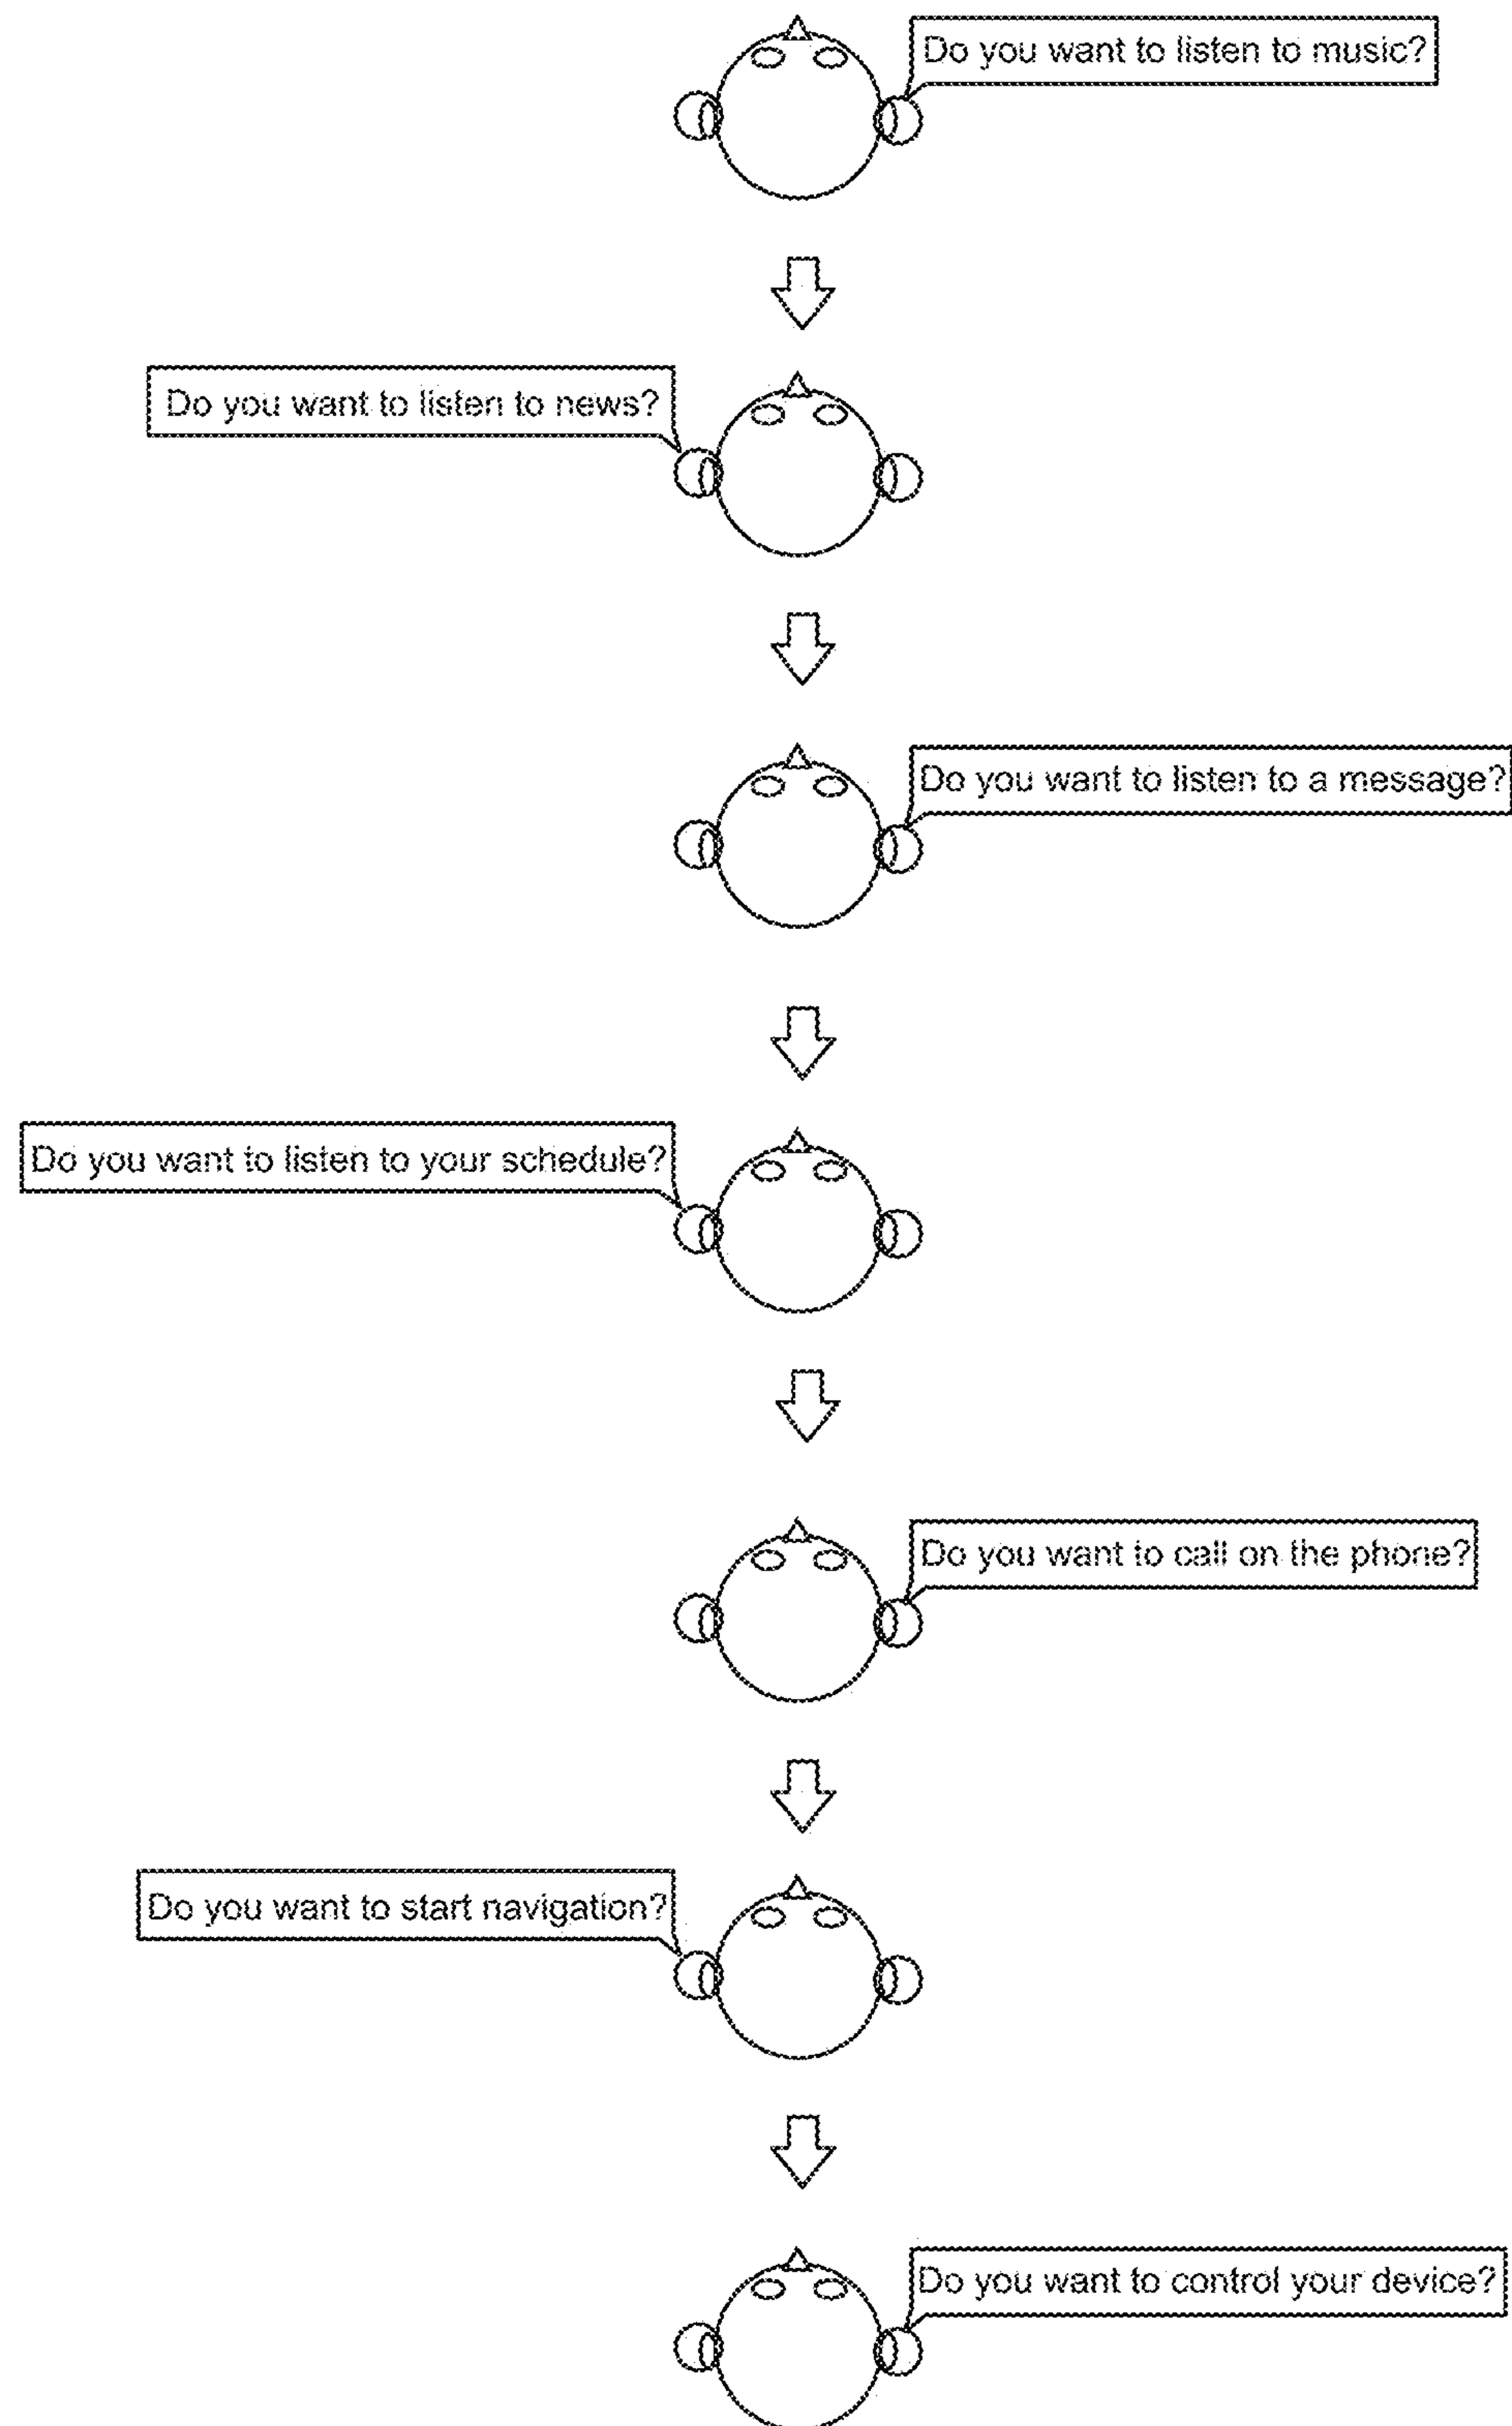 Do you want to listen to music?
Do you want to listen to news?
Do you want to listen to a message?
Do you want to listen to your schedule?
Do you want to call on the phone?
Do you want to start navigation?
Do you want to control your device?